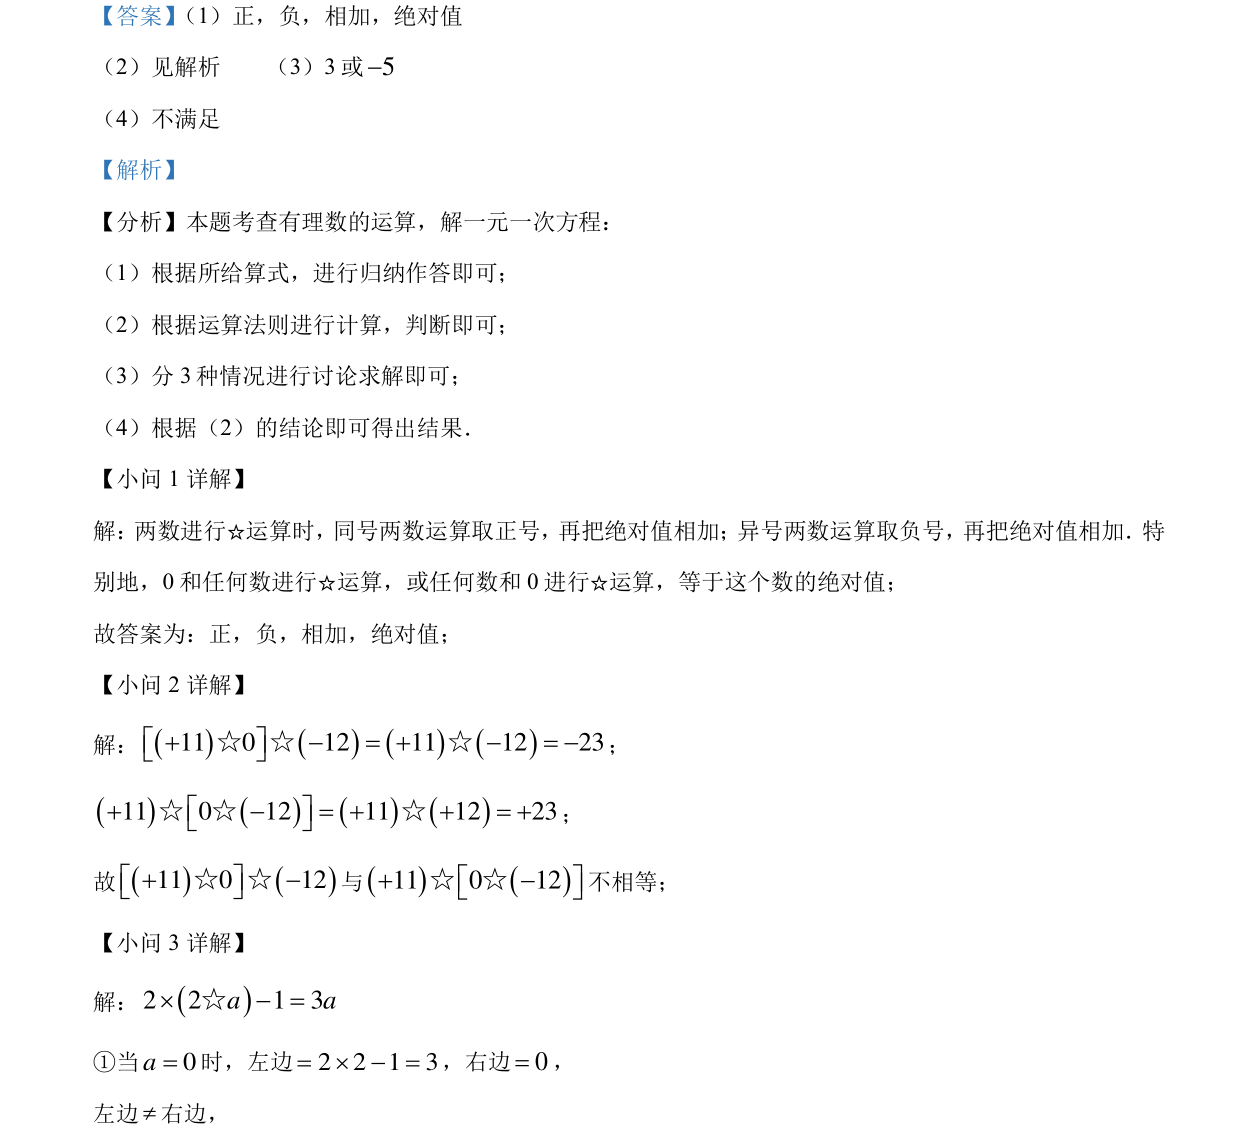 【答案】（1）正，负，相加，绝对值
（2）见解析 （3）3或−5
（4）不满足
【解析】
【分析】本题考查有理数的运算，解一元一次方程：
（1）根据所给算式，进行归纳作答即可；
（2）根据运算法则进行计算，判断即可；
（3）分3种情况进行讨论求解即可；
（4）根据（2）的结论即可得出结果．
【小问1详解】
解：两数进行☆运算时，同号两数运算取正号，再把绝对值相加；异号两数运算取负号，再把绝对值相加．特
别地，0和任何数进行☆运算，或任何数和0进行☆运算，等于这个数的绝对值；
故答案为：正，负，相加，绝对值；
【小问2详解】
解：[(+11)☆0]☆(−12)=(+11)☆(−12)=−23；
(+11)☆[0☆(−12)]=(+11)☆(+12)=+23；
故[(+11)☆0]☆(−12)与(+11)☆[0☆(−12)]不相等；
【小问3详解】
解：2×(2☆a)−1=3a
①当a=0时，左边=2×2−1=3，右边=0，
左边≠右边，